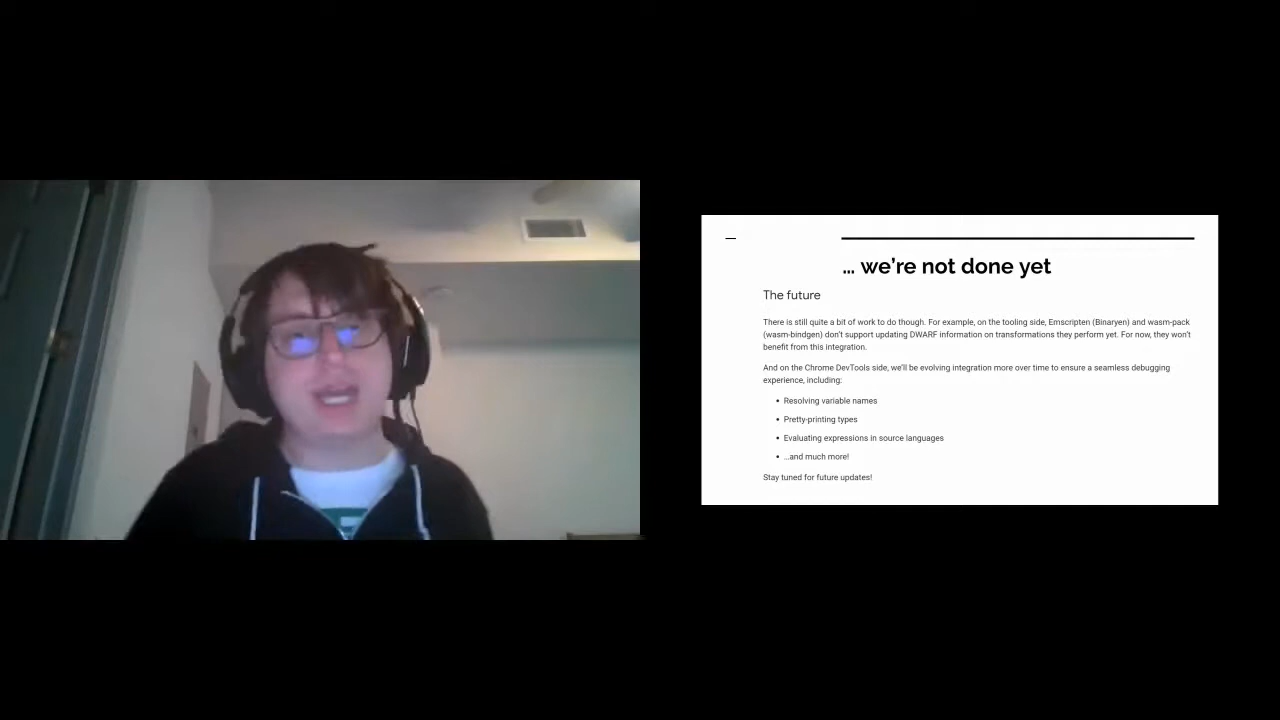 … we’re not done yet
The future
There is still quite a bit of work to do though. For example, on the tooling side, Emscripten (Binaryen) and wasm-pack
(wasm-bindgen) don’t support updating DWARF information on transformations they perform yet. For now, they won’t
benefit from this integration.
And on the Chrome DevTools side, we’ll be evolving integration more over time to ensure a seamless debugging
experience, including:
• Resolving variable names
• Pretty-printing types
• Evaluating expressions in source languages
• …and much more!
Stay tuned for future updates!